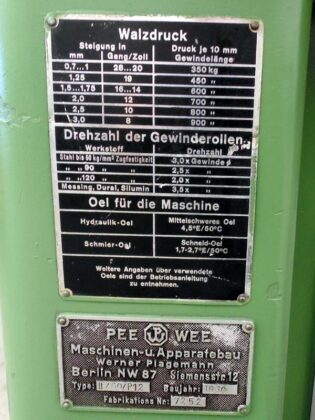 Walzdruck
Steigung in Druck je 10 mm
mm Gang/Zoll Gewindelänge
0,7...1 28...20 350 kg
1,25 19 450 "
1,5...1,75 16...14 600 "
2,0 12 700 "
2,5 10 800 "
3,0 8 900 "
Drehzahl der Gewinderollen
Werkstoff Drehzahl
Stahl bis 60 kg/mm² Zugfestigkeit 3,0 x Gewinde ø
" " 90 " " 2,5 x "
" " 120 " " 2,0 x "
Messing, Dural, Silumin 3,5 x "
Oel für die Maschine
Hydraulik-Oel Mittelschweres Oel
4,5°E/50°C
Schmier-Oel Schneid-Oel
1,7-2,7°E/50°C
Weitere Angaben über verwendete
Oele sind der Betriebsanleitung
zu entnehmen.
PEE PW WEE
Maschinen- u. Apparatebau
Werner Plagemann
Berlin NW 87 Siemensstr. 12
Type: Baujahr:
Fabrikations Nr. 7252